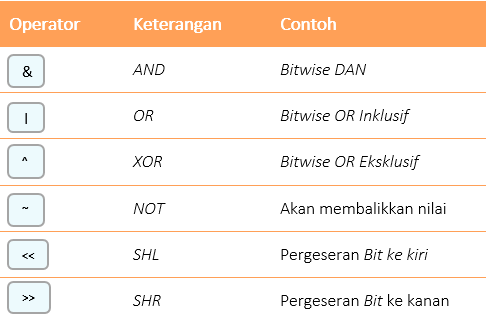 Operator Keterangan Contoh
& AND Bitwise DAN
| OR Bitwise OR Inklusif
^ XOR Bitwise OR Eksklusif
~ NOT Akan membalikkan nilai
<< SHL Pergeseran Bit ke kiri
>> SHR Pergeseran Bit ke kanan